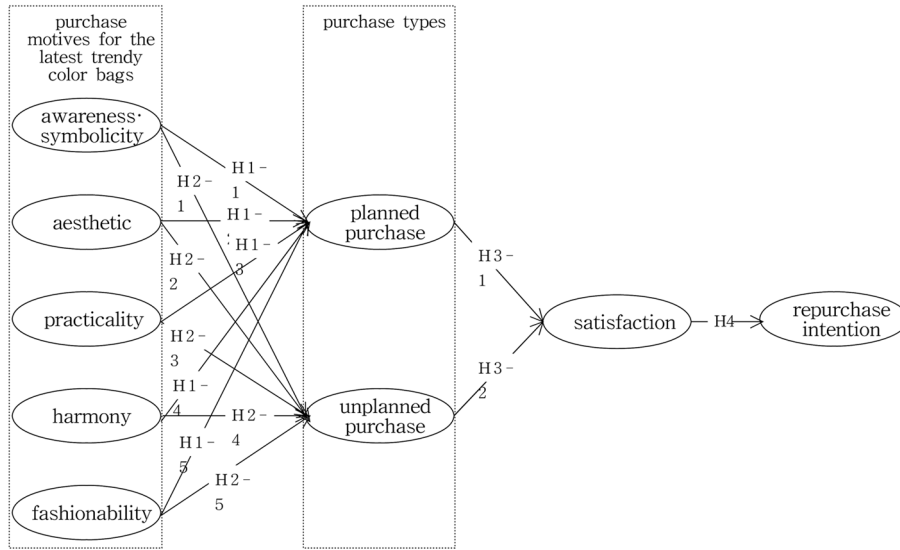 purchase
motives for the
latest trendy
color bags
purchase types
awareness·
symbolicity
H1-
1
H2-
1
aesthetic
H1-
planned
purchase
H1-
3
H2-
2
H3-
1
practicality
satisfaction
H4
repurchase
intention
H2-
3
H3-
2
H1-
4
harmony
H2-
4
unplanned
purchase
H1-
5
H2-
5
fashionability